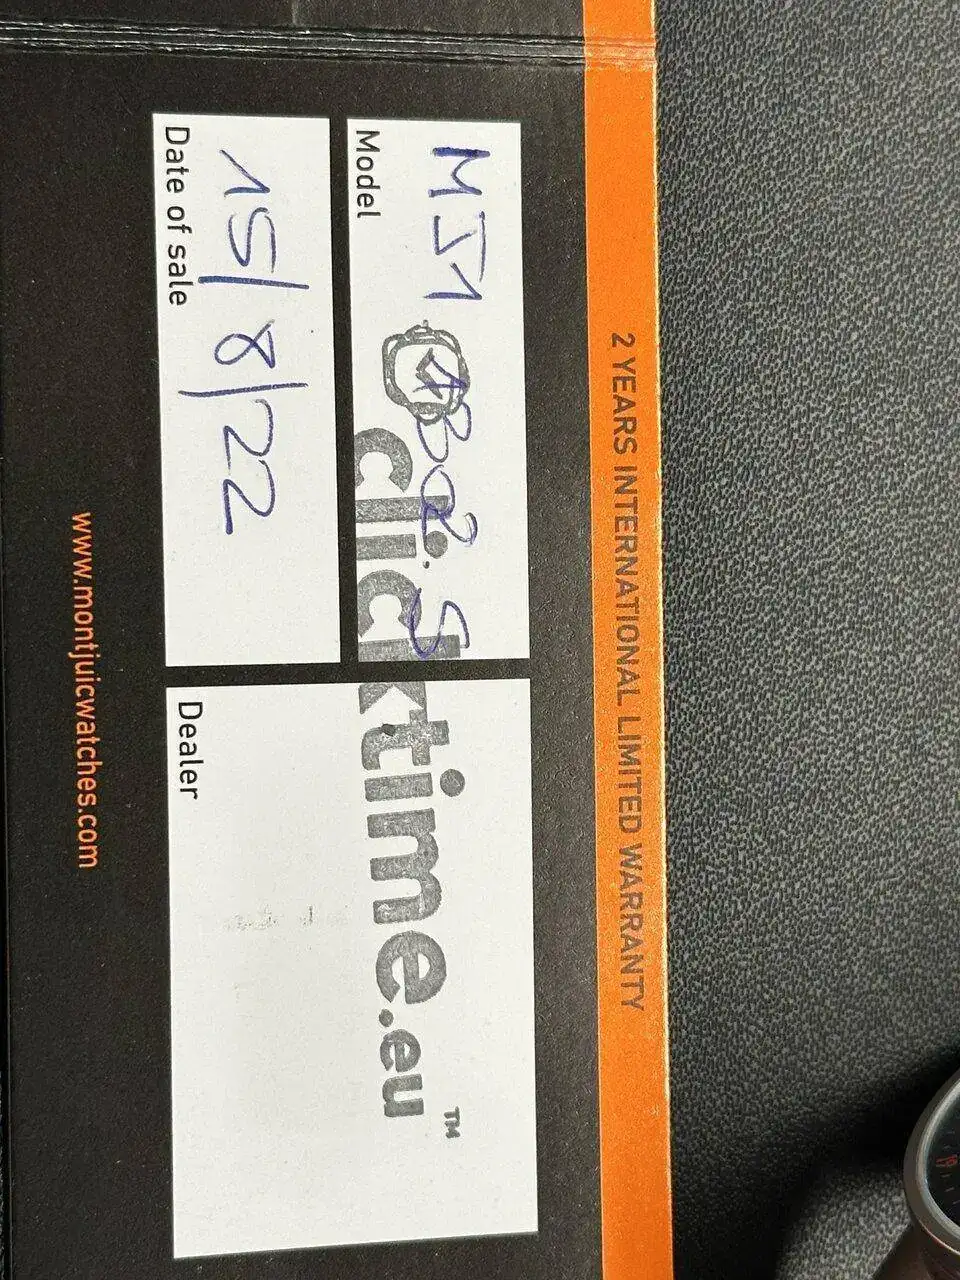 2 YEARS INTERNATIONAL LIMITED WARRANTY
MJ1 1302.S
clicktime.eu™
Model
15/8/22
Date of sale
Dealer
www.montjuicwatches.com